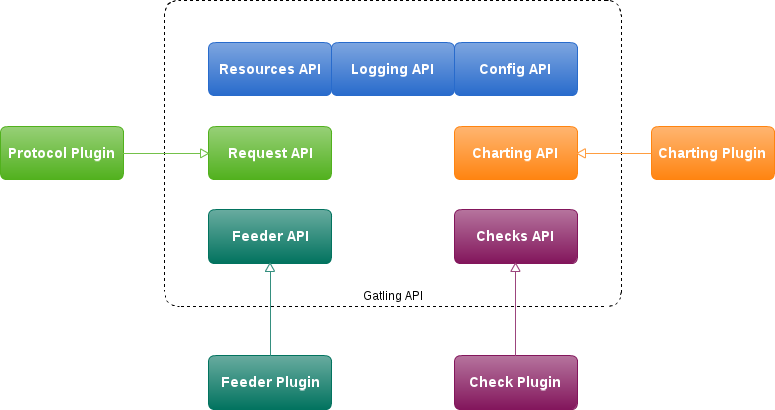 Resources API
Logging API
Config API
Protocol Plugin
Request API
Charting API
Charting Plugin
Feeder API
Checks API
Gatling API
Feeder Plugin
Check Plugin